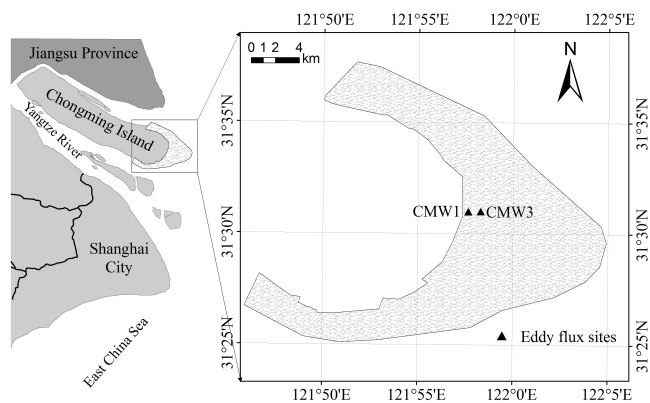 121°50'E 121°55'E 122°0'E 122°5'E
Jiangsu Province
Chongming Island
Yangtze River
Shanghai
City
East China Sea
0 1 2 4
km
N
31°35'N
31°30'N
31°25'N
CMW1
CMW3
Eddy flux sites
31°35'N
31°30'N
31°25'N
121°50'E 121°55'E 122°0'E 122°5'E